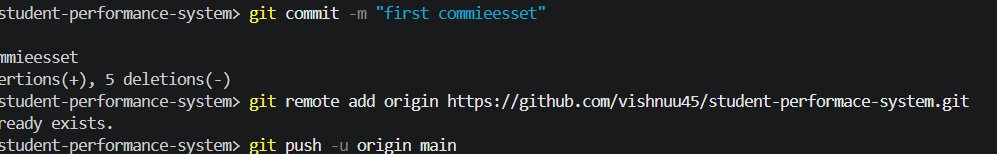 student-performance-system> git commit -m "first commieesset"
mmieesset
ertions(+), 5 deletions(-)
student-performance-system> git remote add origin https://github.com/vishnuu45/student-performace-system.git
ready exists.
student-performance-system> git push -u origin main